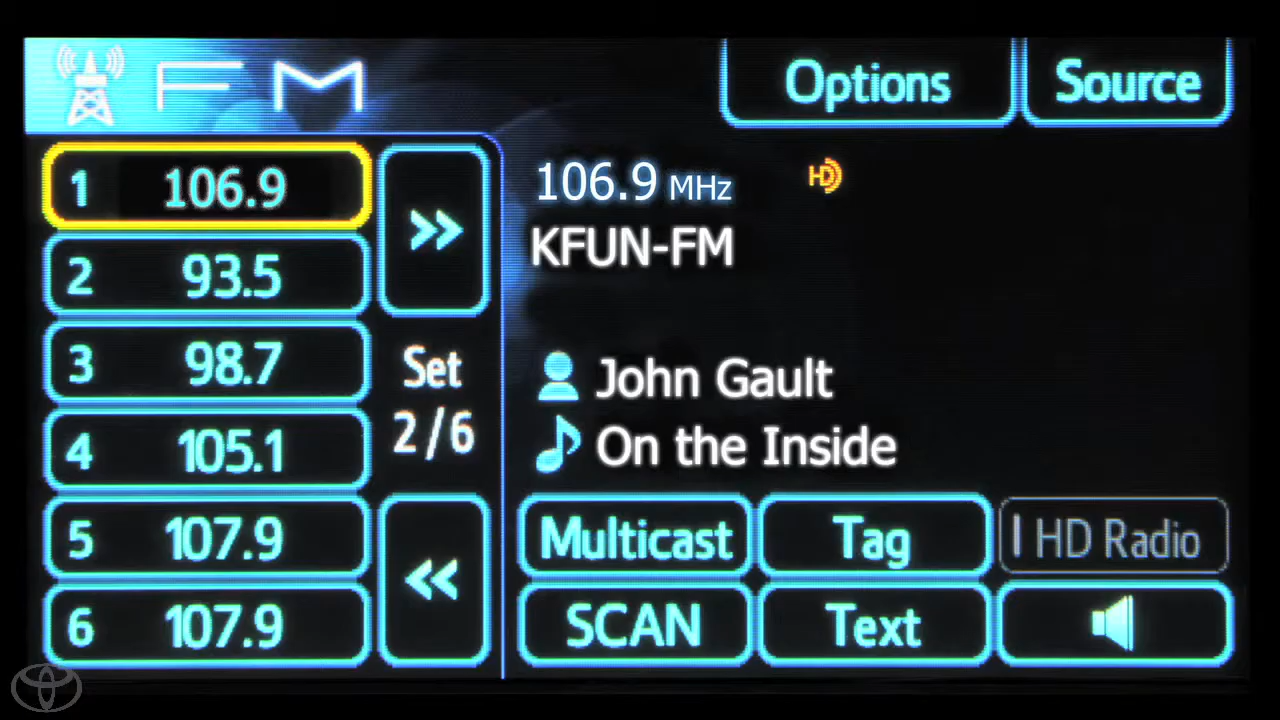 FM
Options
Source
1 106.9
2 93.5
3 98.7
4 105.1
5 107.9
6 107.9
>>
Set
2/6
<<
106.9 MHz
HD
KFUN-FM
John Gault
On the Inside
Multicast
Tag
HD Radio
SCAN
Text